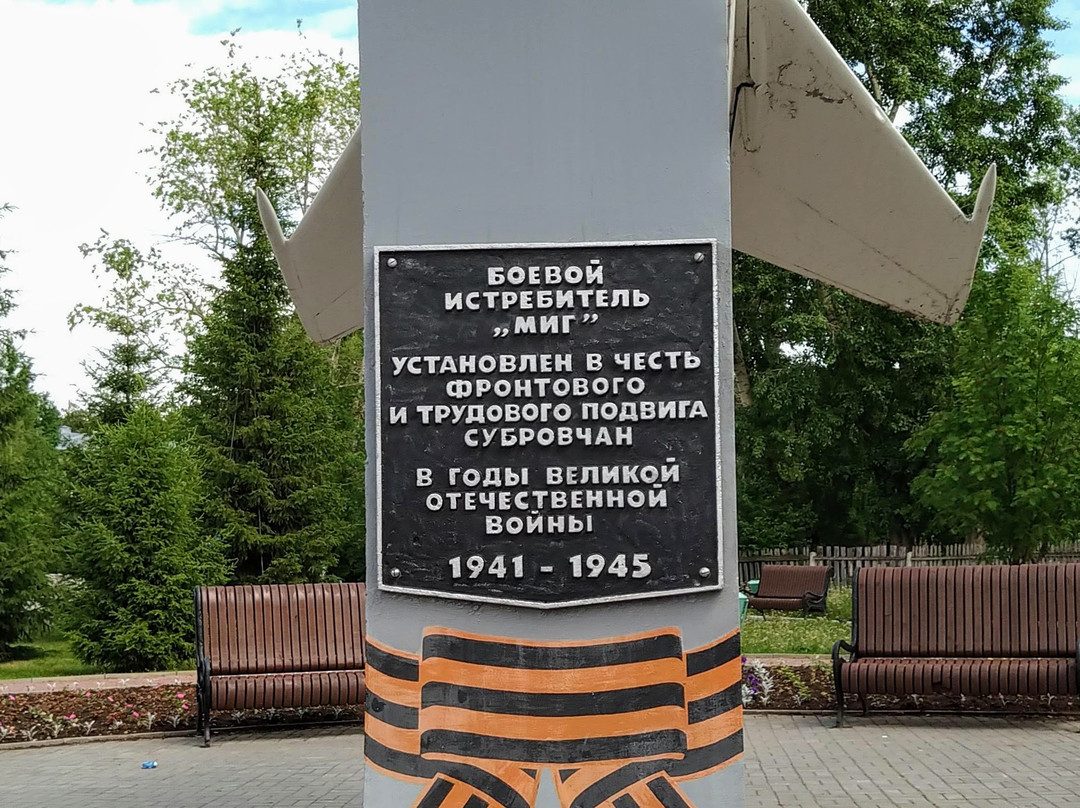 БОЕВОЙ
ИСТРЕБИТЕЛЬ
„МИГ”
УСТАНОВЛЕН В ЧЕСТЬ
ФРОНТОВОГО
И ТРУДОВОГО ПОДВИГА
СУБРОВЧАН
В ГОДЫ ВЕЛИКОЙ
ОТЕЧЕСТВЕННОЙ
ВОЙНЫ
1941 - 1945